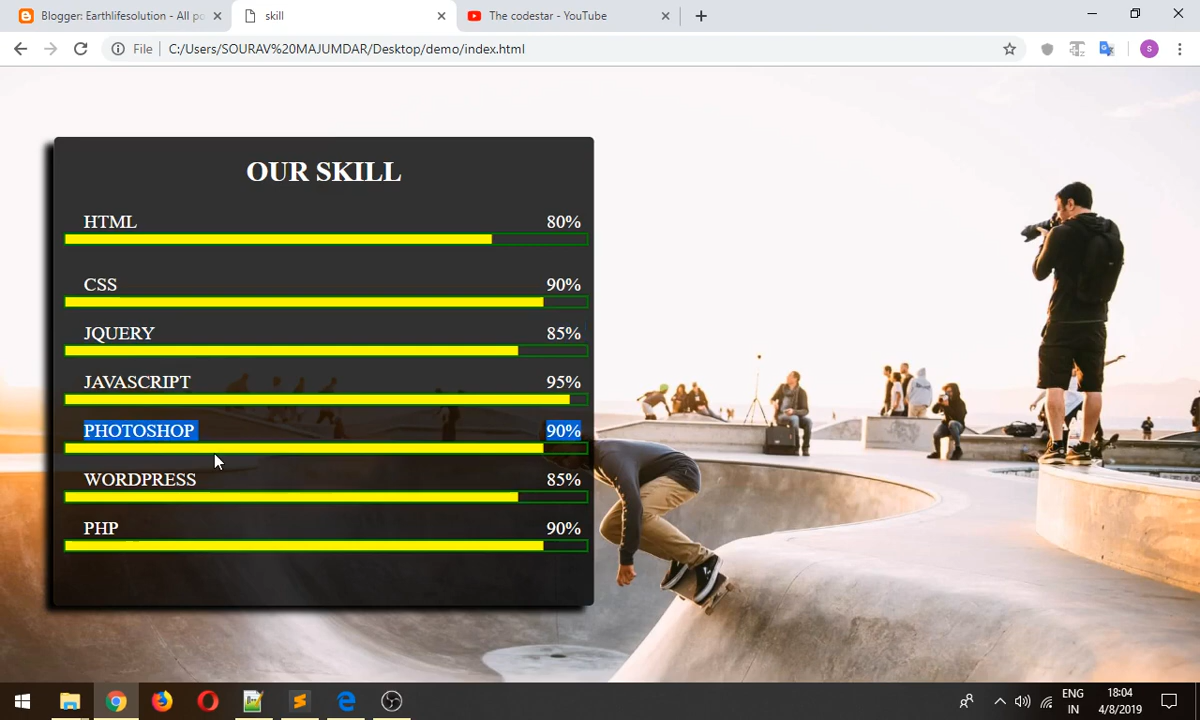 Blogger: Earthlifesolution - All po
skill
The codestar - YouTube
File
C:/Users/SOURAV%20MAJUMDAR/Desktop/demo/index.html
S
OUR SKILL
HTML 80%
CSS 90%
JQUERY 85%
JAVASCRIPT 95%
PHOTOSHOP 90%
WORDPRESS 85%
PHP 90%
ENG 18:04
IN 4/8/2019